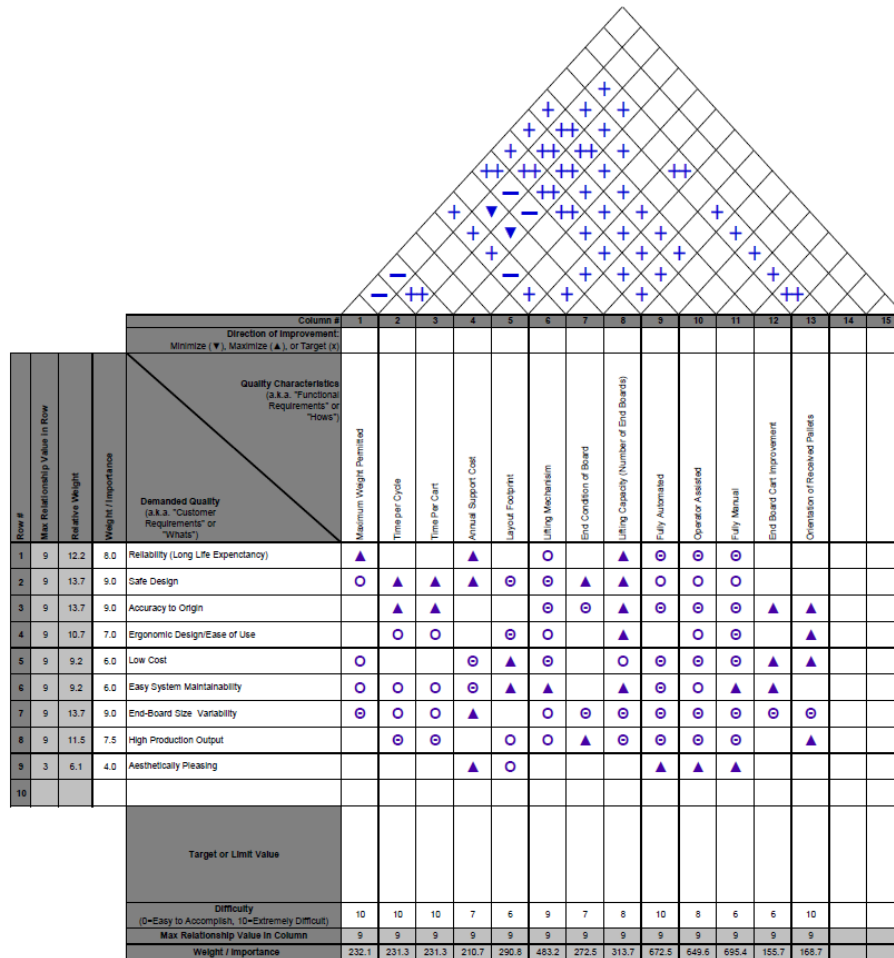 Column # 1 2 3 4 5 6 7 8 9 10 11 12 13 14 15
Direction of Improvement:
Minimize (▼), Maximize (▲), or Target (x)
Row #
Max Relationship Value in Row
Relative Weight
Weight / Importance
Quality Characteristics
(a.k.a. "Functional
Requirements" or
"Hows")
Demanded Quality
(a.k.a. "Customer
Requirements" or
"Whats")
Maximum Weight Permitted
Time per Cycle
Time Per Cart
Annual Support Cost
Layout Footprint
Lifting Mechanisim
End Condition of Board
Lifting Capacity (Number of End Boards)
Fully Automated
Operator Assisted
Fully Manual
End Board Cart Improvement
Orientation of Received Pallets
1 9 12.2 8.0 Reliability (Long Life Expenctancy) ▲ ▲ O ▲ Θ Θ Θ
2 9 13.7 9.0 Safe Design O ▲ ▲ ▲ Θ Θ ▲ ▲ O O O
3 9 13.7 9.0 Accuracy to Origin ▲ ▲ Θ Θ ▲ Θ Θ Θ ▲ ▲
4 9 10.7 7.0 Ergonomic Design/Ease of Use O O Θ O ▲ O Θ ▲
5 9 9.2 6.0 Low Cost O Θ ▲ Θ O Θ Θ Θ ▲ ▲
6 9 9.2 6.0 Easy System Maintainability O O O Θ ▲ ▲ ▲ Θ O ▲ ▲
7 9 13.7 9.0 End-Board Size Variability Θ O O ▲ O Θ Θ Θ Θ Θ Θ Θ
8 9 11.5 7.5 High Production Output Θ Θ O O ▲ Θ Θ Θ Θ ▲
9 3 6.1 4.0 Aesthetically Pleasing ▲ O ▲ ▲ ▲
10
Target or Limit Value
Difficulty
(0=Easy to Accomplish, 10=Extremely Difficult) 10 10 10 7 6 9 7 8 10 8 6 6 10
Max Relationship Value in Column 9 9 9 9 9 9 9 9 9 9 9 9 9
Weight / Importance 232.1 231.3 231.3 210.7 290.8 483.2 272.5 313.7 672.5 649.6 695.4 155.7 168.7